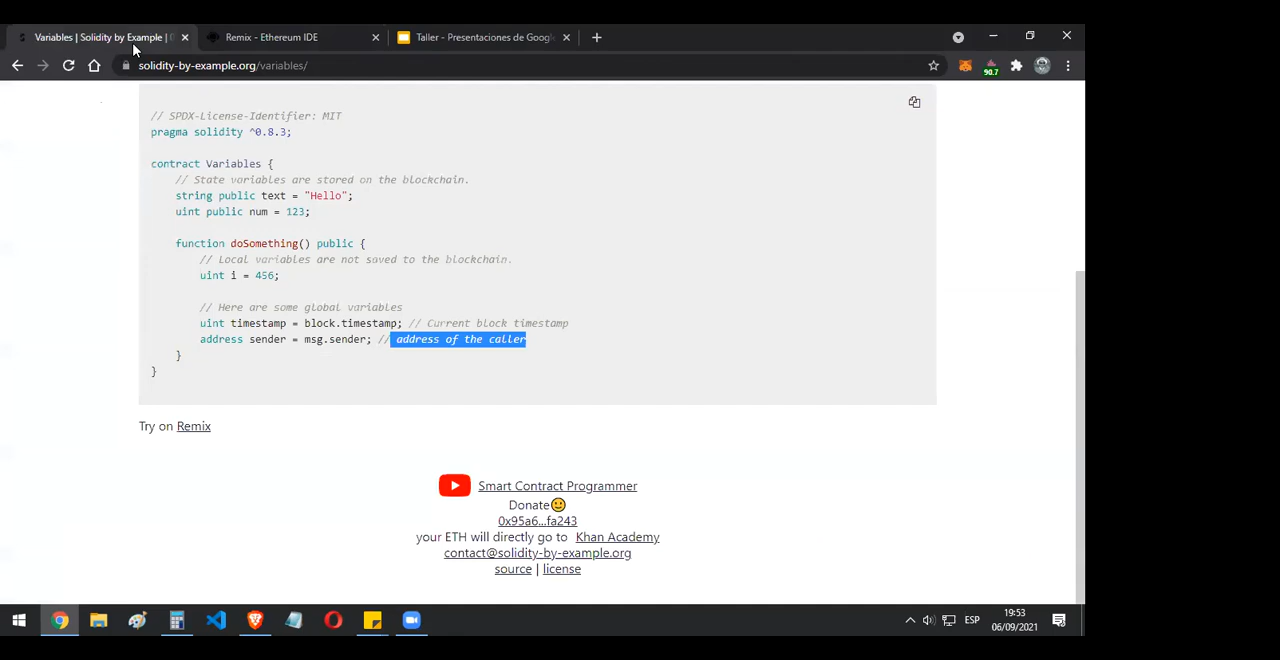 Variables | Solidity by Example | 0
Remix - Ethereum IDE
Taller - Presentaciones de Google
solidity-by-example.org/variables/
90.7
// SPDX-License-Identifier: MIT
pragma solidity ^0.8.3;
contract Variables {
// State variables are stored on the blockchain.
string public text = "Hello";
uint public num = 123;
function doSomething() public {
// Local variables are not saved to the blockchain.
uint i = 456;
// Here are some global variables
uint timestamp = block.timestamp; // Current block timestamp
address sender = msg.sender; // address of the caller
}
}
Try on Remix
Smart Contract Programmer
Donate
0x95a6...fa243
your ETH will directly go to Khan Academy
contact@solidity-by-example.org
source | license
ESP
19:53
06/09/2021